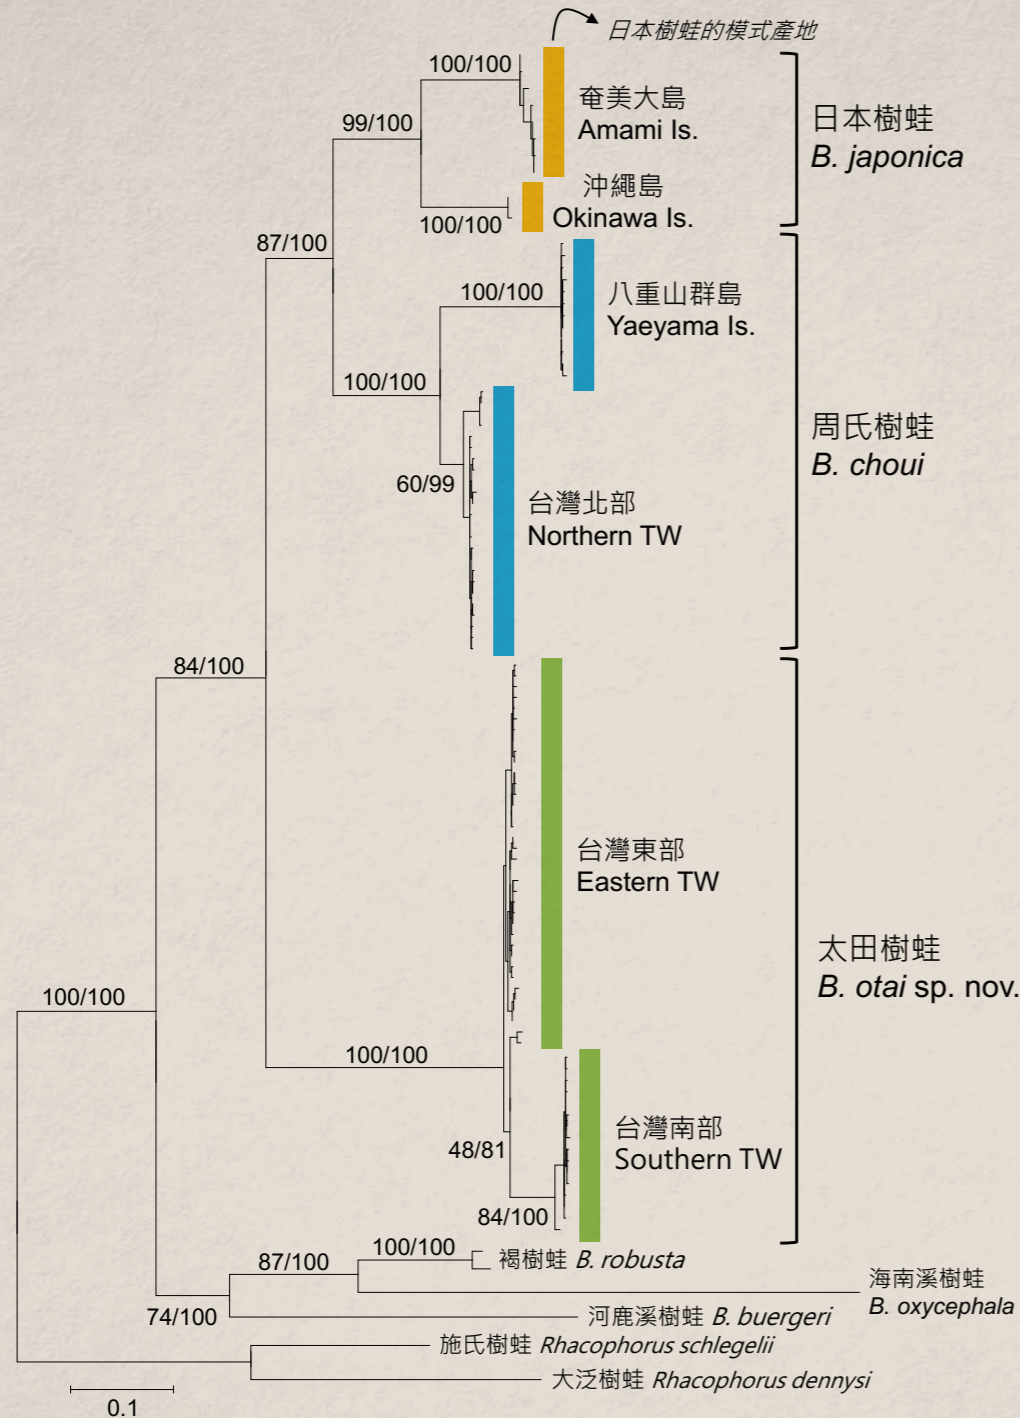 日本樹蛙的模式產地
100/100
奄美大島
Amami Is.
99/100
日本樹蛙
B. japonica
沖繩島
Okinawa Is.
100/100
87/100
100/100
八重山群島
Yaeyama Is.
100/100
周氏樹蛙
B. choui
60/99
台灣北部
Northern TW
84/100
台灣東部
Eastern TW
太田樹蛙
B. otai sp. nov.
100/100
100/100
48/81
台灣南部
Southern TW
84/100
87/100
100/100
褐樹蛙 B. robusta
海南溪樹蛙
B. oxycephala
74/100
河鹿溪樹蛙 B. buergeri
施氏樹蛙 Rhacophorus schlegelii
大泛樹蛙 Rhacophorus dennysi
0.1